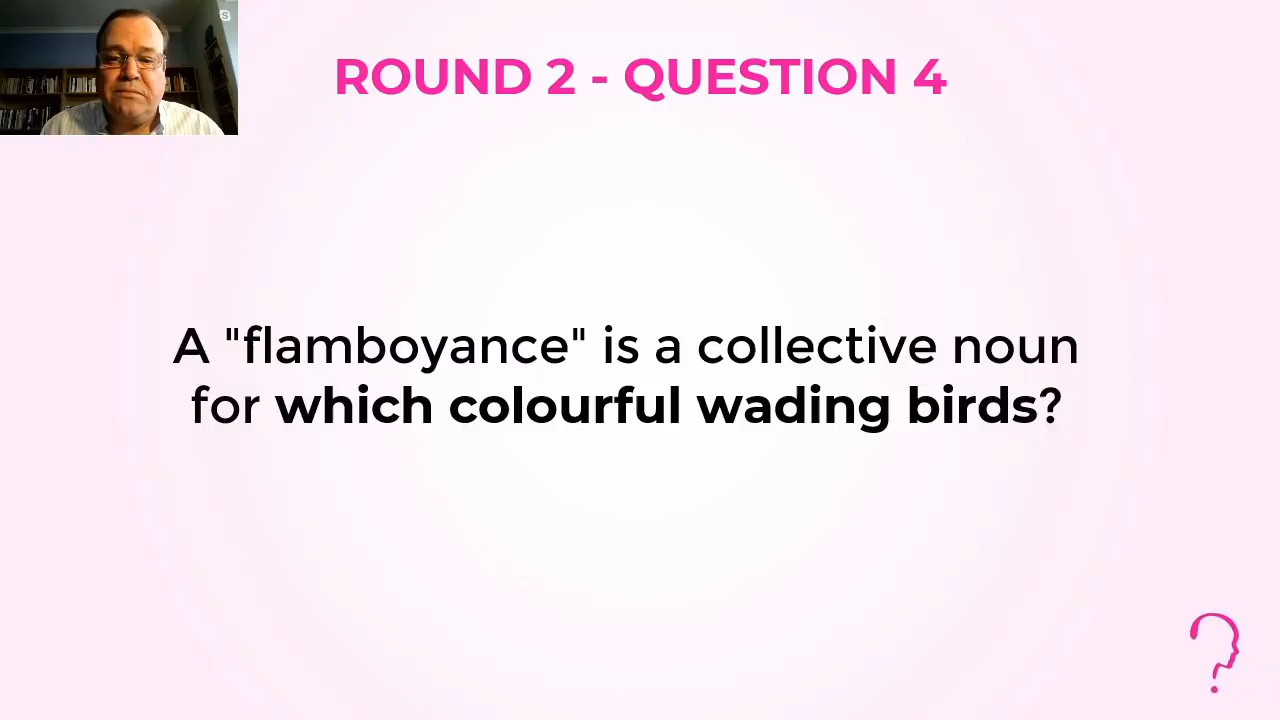 ROUND 2 - QUESTION 4
A "flamboyance" is a collective noun
for which colourful wading birds?